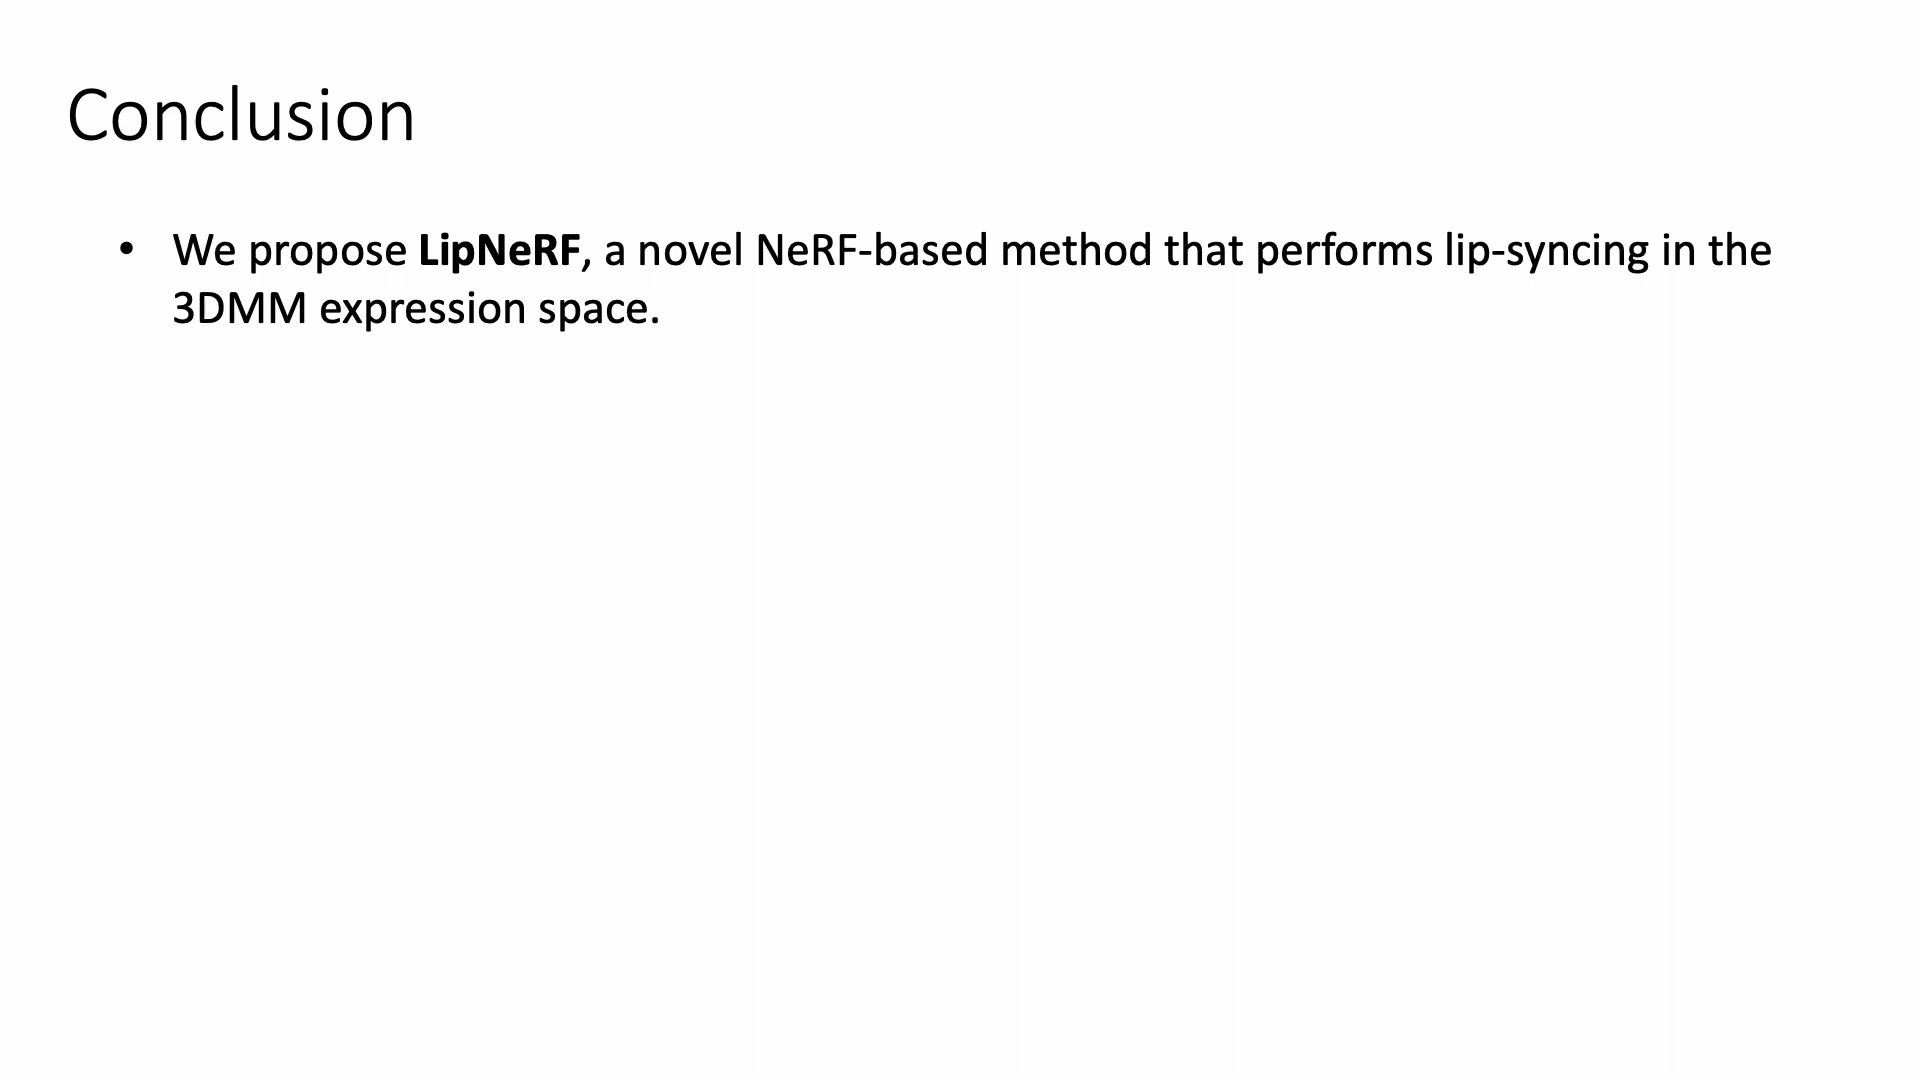 Conclusion
• We propose LipNeRF, a novel NeRF-based method that performs lip-syncing in the
3DMM expression space.